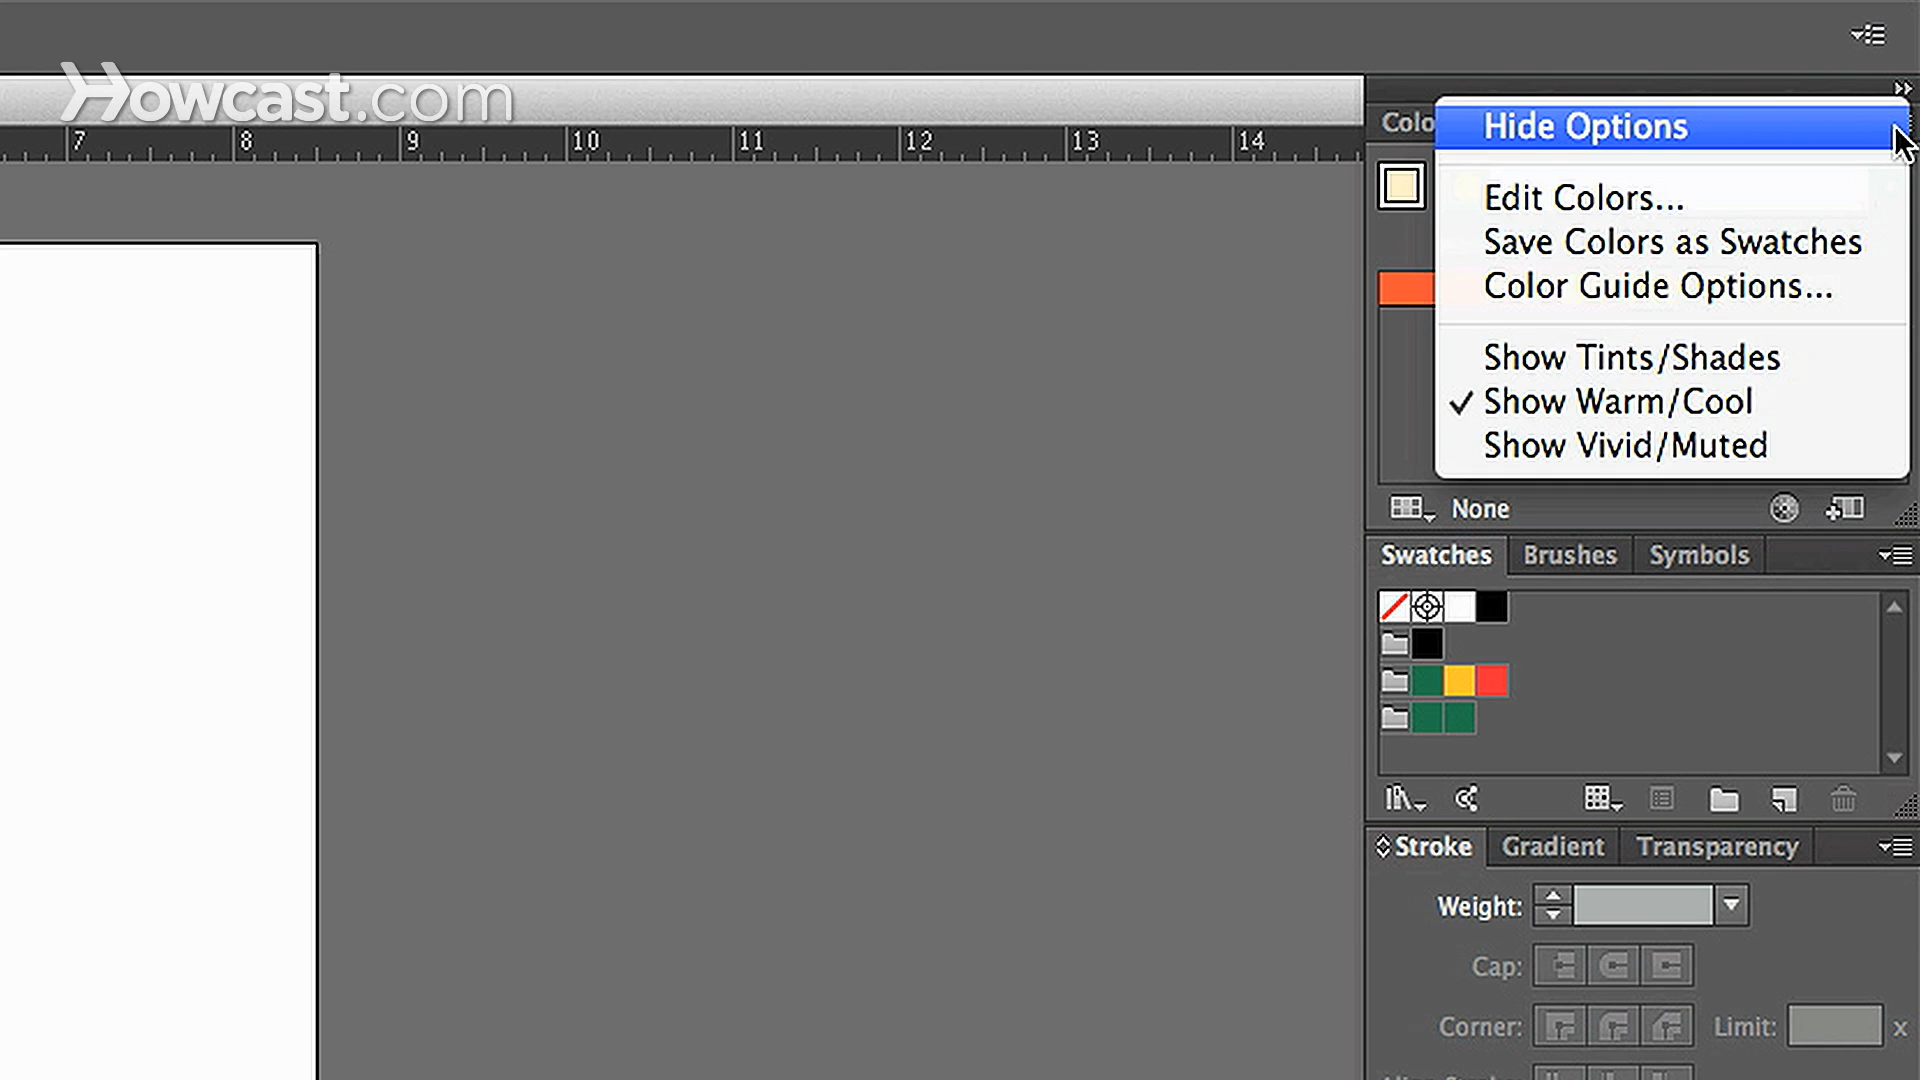 Howcast.com
7 8 9 10 11 12 13 14
Colo
Hide Options
Edit Colors...
Save Colors as Swatches
Color Guide Options...
Show Tints/Shades
✓ Show Warm/Cool
Show Vivid/Muted
None
Swatches Brushes Symbols
Stroke Gradient Transparency
Weight:
Cap:
Corner: Limit: x